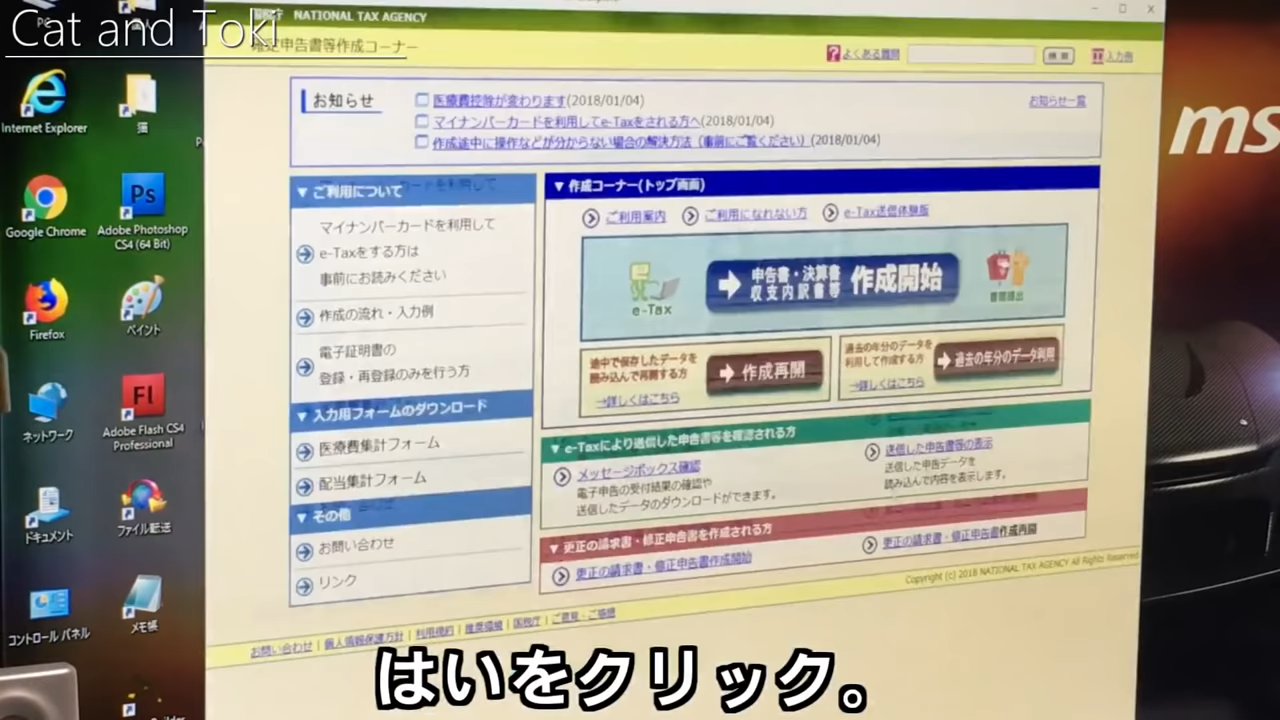 Cat and Toki
PC
国税庁 NATIONAL TAX AGENCY
確定申告書等作成コーナー
よくある質問
検索
入力例
お知らせ
医療費控除が変わります(2018/01/04)
マイナンバーカードを利用してe-Taxをされる方へ(2018/01/04)
作成途中に操作などが分からない場合の解決方法（事前にご覧ください）(2018/01/04)
お知らせ一覧
Internet Explorer
猫
Google Chrome
Adobe Photoshop
CS4 (64 Bit)
Ps
Firefox
ペイント
ネットワーク
Fl
Adobe Flash CS4
Professional
ドキュメント
ファイル転送
コントロール パネル
メモ帳
▼ ご利用について
マイナンバーカードを利用して
e-Taxをする方は
事前にお読みください
作成の流れ・入力例
電子証明書の
登録・再登録のみを行う方
▼ 入力用フォームのダウンロード
医療費集計フォーム
配当集計フォーム
▼ その他
お問い合わせ
リンク
▼ 作成コーナー(トップ画面)
ご利用案内
ご利用になれない方
e-Tax送信体験版
e-Tax
申告書・決算書
収支内訳書等
作成開始
書面提出
途中で保存したデータを
読み込んで再開する方
→詳しくはこちら
作成再開
過去の年分のデータを
利用して作成する方
→詳しくはこちら
過去の年分のデータ利用
▼ e-Taxにより送信した申告書等を確認される方
メッセージボックス確認
電子申告の受付結果の確認や
送信したデータのダウンロードができます。
送信した申告書等の表示
送信した申告データを
読み込んで内容を表示します。
▼ 更正の請求書・修正申告書を作成される方
更正の請求書・修正申告書作成開始
更正の請求書・修正申告書作成再開
Copyright (c) 2018 NATIONAL TAX AGENCY All Rights Reserved
お問い合わせ | 個人情報保護方針 | 利用規約 | 推奨環境 | 国税庁 | ご意見・ご感想
はいをクリック。